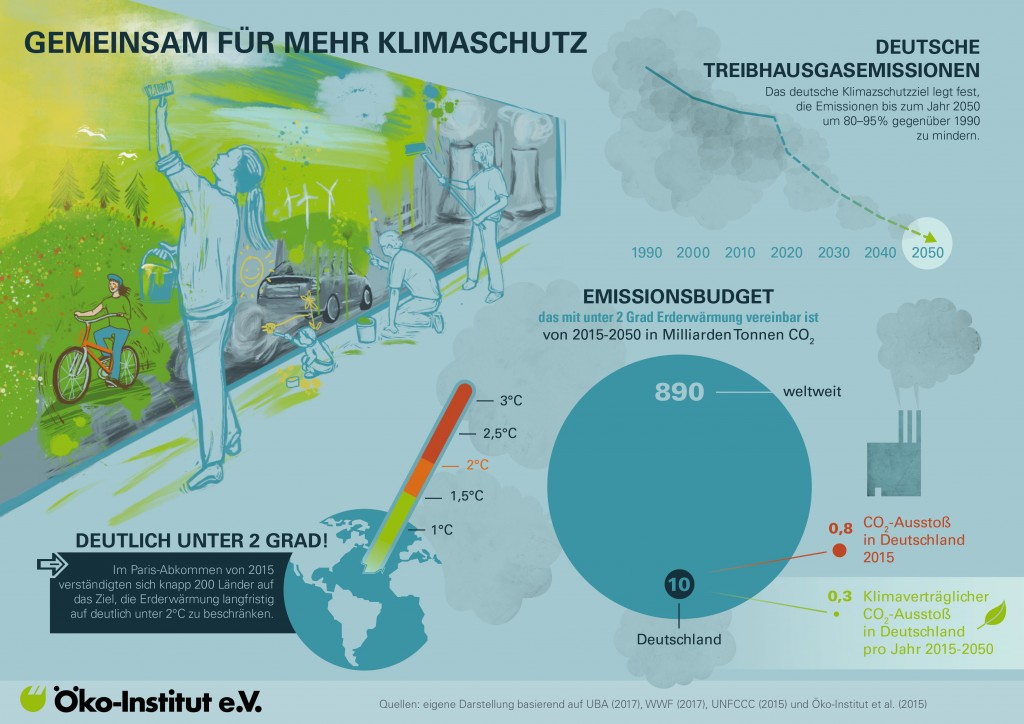 GEMEINSAM FÜR MEHR KLIMASCHUTZ
DEUTSCHE
TREIBHAUSGASEMISSIONEN
Das deutsche Klimazschutzziel legt fest,
die Emissionen bis zum Jahr 2050
um 80–95% gegenüber 1990
zu mindern.
1990 2000 2010 2020 2030 2040 2050
EMISSIONSBUDGET
das mit unter 2 Grad Erderwärmung vereinbar ist
von 2015-2050 in Milliarden Tonnen CO₂
890
weltweit
3°C
2,5°C
2°C
1,5°C
1°C
DEUTLICH UNTER 2 GRAD!
Im Paris-Abkommen von 2015
verständigten sich knapp 200 Länder auf
das Ziel, die Erderwärmung langfristig
auf deutlich unter 2°C zu beschränken.
10
Deutschland
0,8 CO₂-Ausstoß
in Deutschland
2015
0,3 Klimaverträglicher
CO₂-Ausstoß
in Deutschland
pro Jahr 2015-2050
Öko-Institut e.V.
Quellen: eigene Darstellung basierend auf UBA (2017), WWF (2017), UNFCCC (2015) und Öko-Institut et al. (2015)